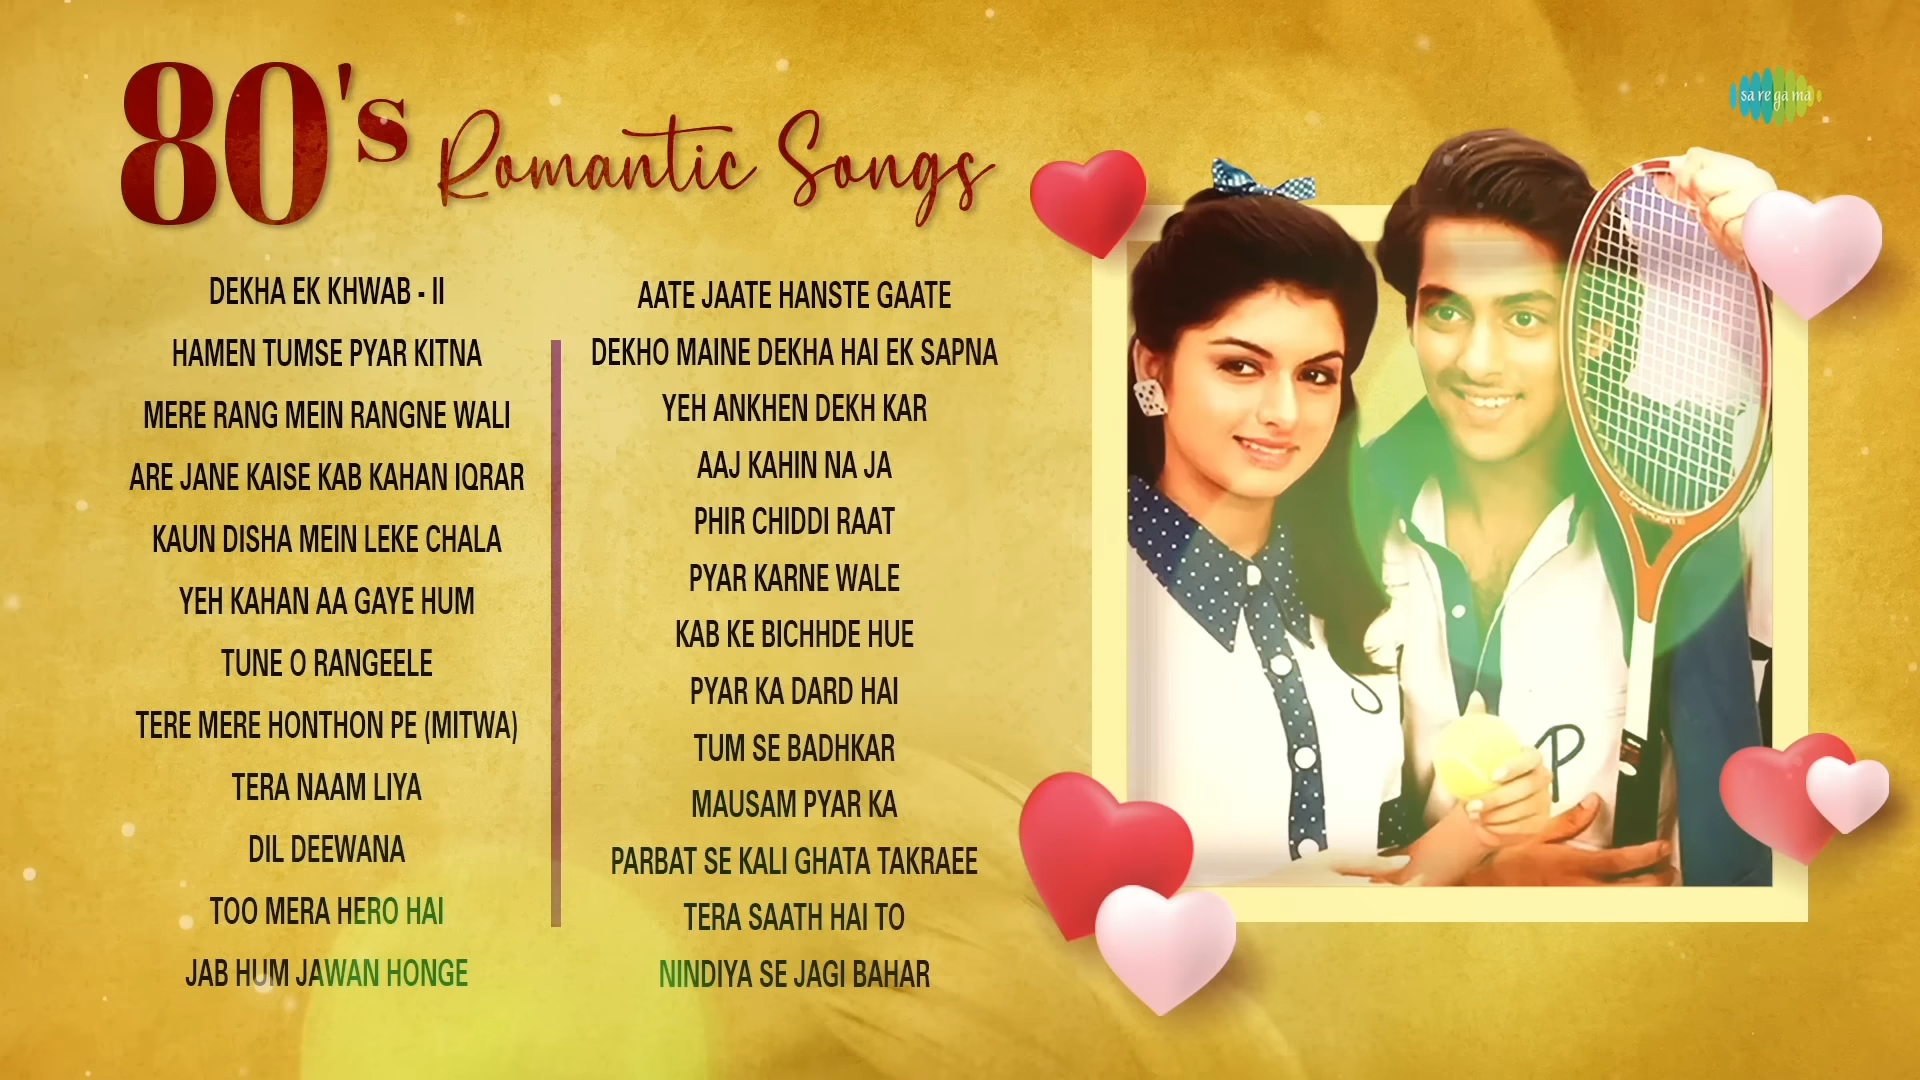 80's Romantic Songs
sa re ga ma
DEKHA EK KHWAB - II
HAMEN TUMSE PYAR KITNA
MERE RANG MEIN RANGNE WALI
ARE JANE KAISE KAB KAHAN IQRAR
KAUN DISHA MEIN LEKE CHALA
YEH KAHAN AA GAYE HUM
TUNE O RANGEELE
TERE MERE HONTHON PE (MITWA)
TERA NAAM LIYA
DIL DEEWANA
TOO MERA HERO HAI
JAB HUM JAWAN HONGE
AATE JAATE HANSTE GAATE
DEKHO MAINE DEKHA HAI EK SAPNA
YEH ANKHEN DEKH KAR
AAJ KAHIN NA JA
PHIR CHIDDI RAAT
PYAR KARNE WALE
KAB KE BICHHDE HUE
PYAR KA DARD HAI
TUM SE BADHKAR
MAUSAM PYAR KA
PARBAT SE KALI GHATA TAKRAEE
TERA SAATH HAI TO
NINDIYA SE JAGI BAHAR
P